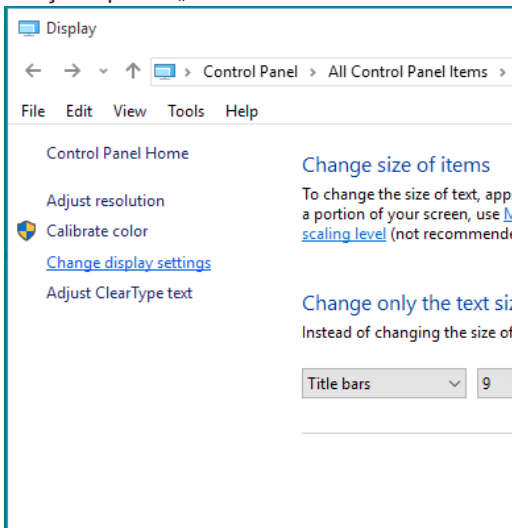 Display
Control Panel > All Control Panel Items >
File Edit View Tools Help
Control Panel Home
Adjust resolution
Calibrate color
Change display settings
Adjust ClearType text
Change size of items
To change the size of text, app
a portion of your screen, use
scaling level (not recommende
Change only the text siz
Instead of changing the size of
Title bars 9